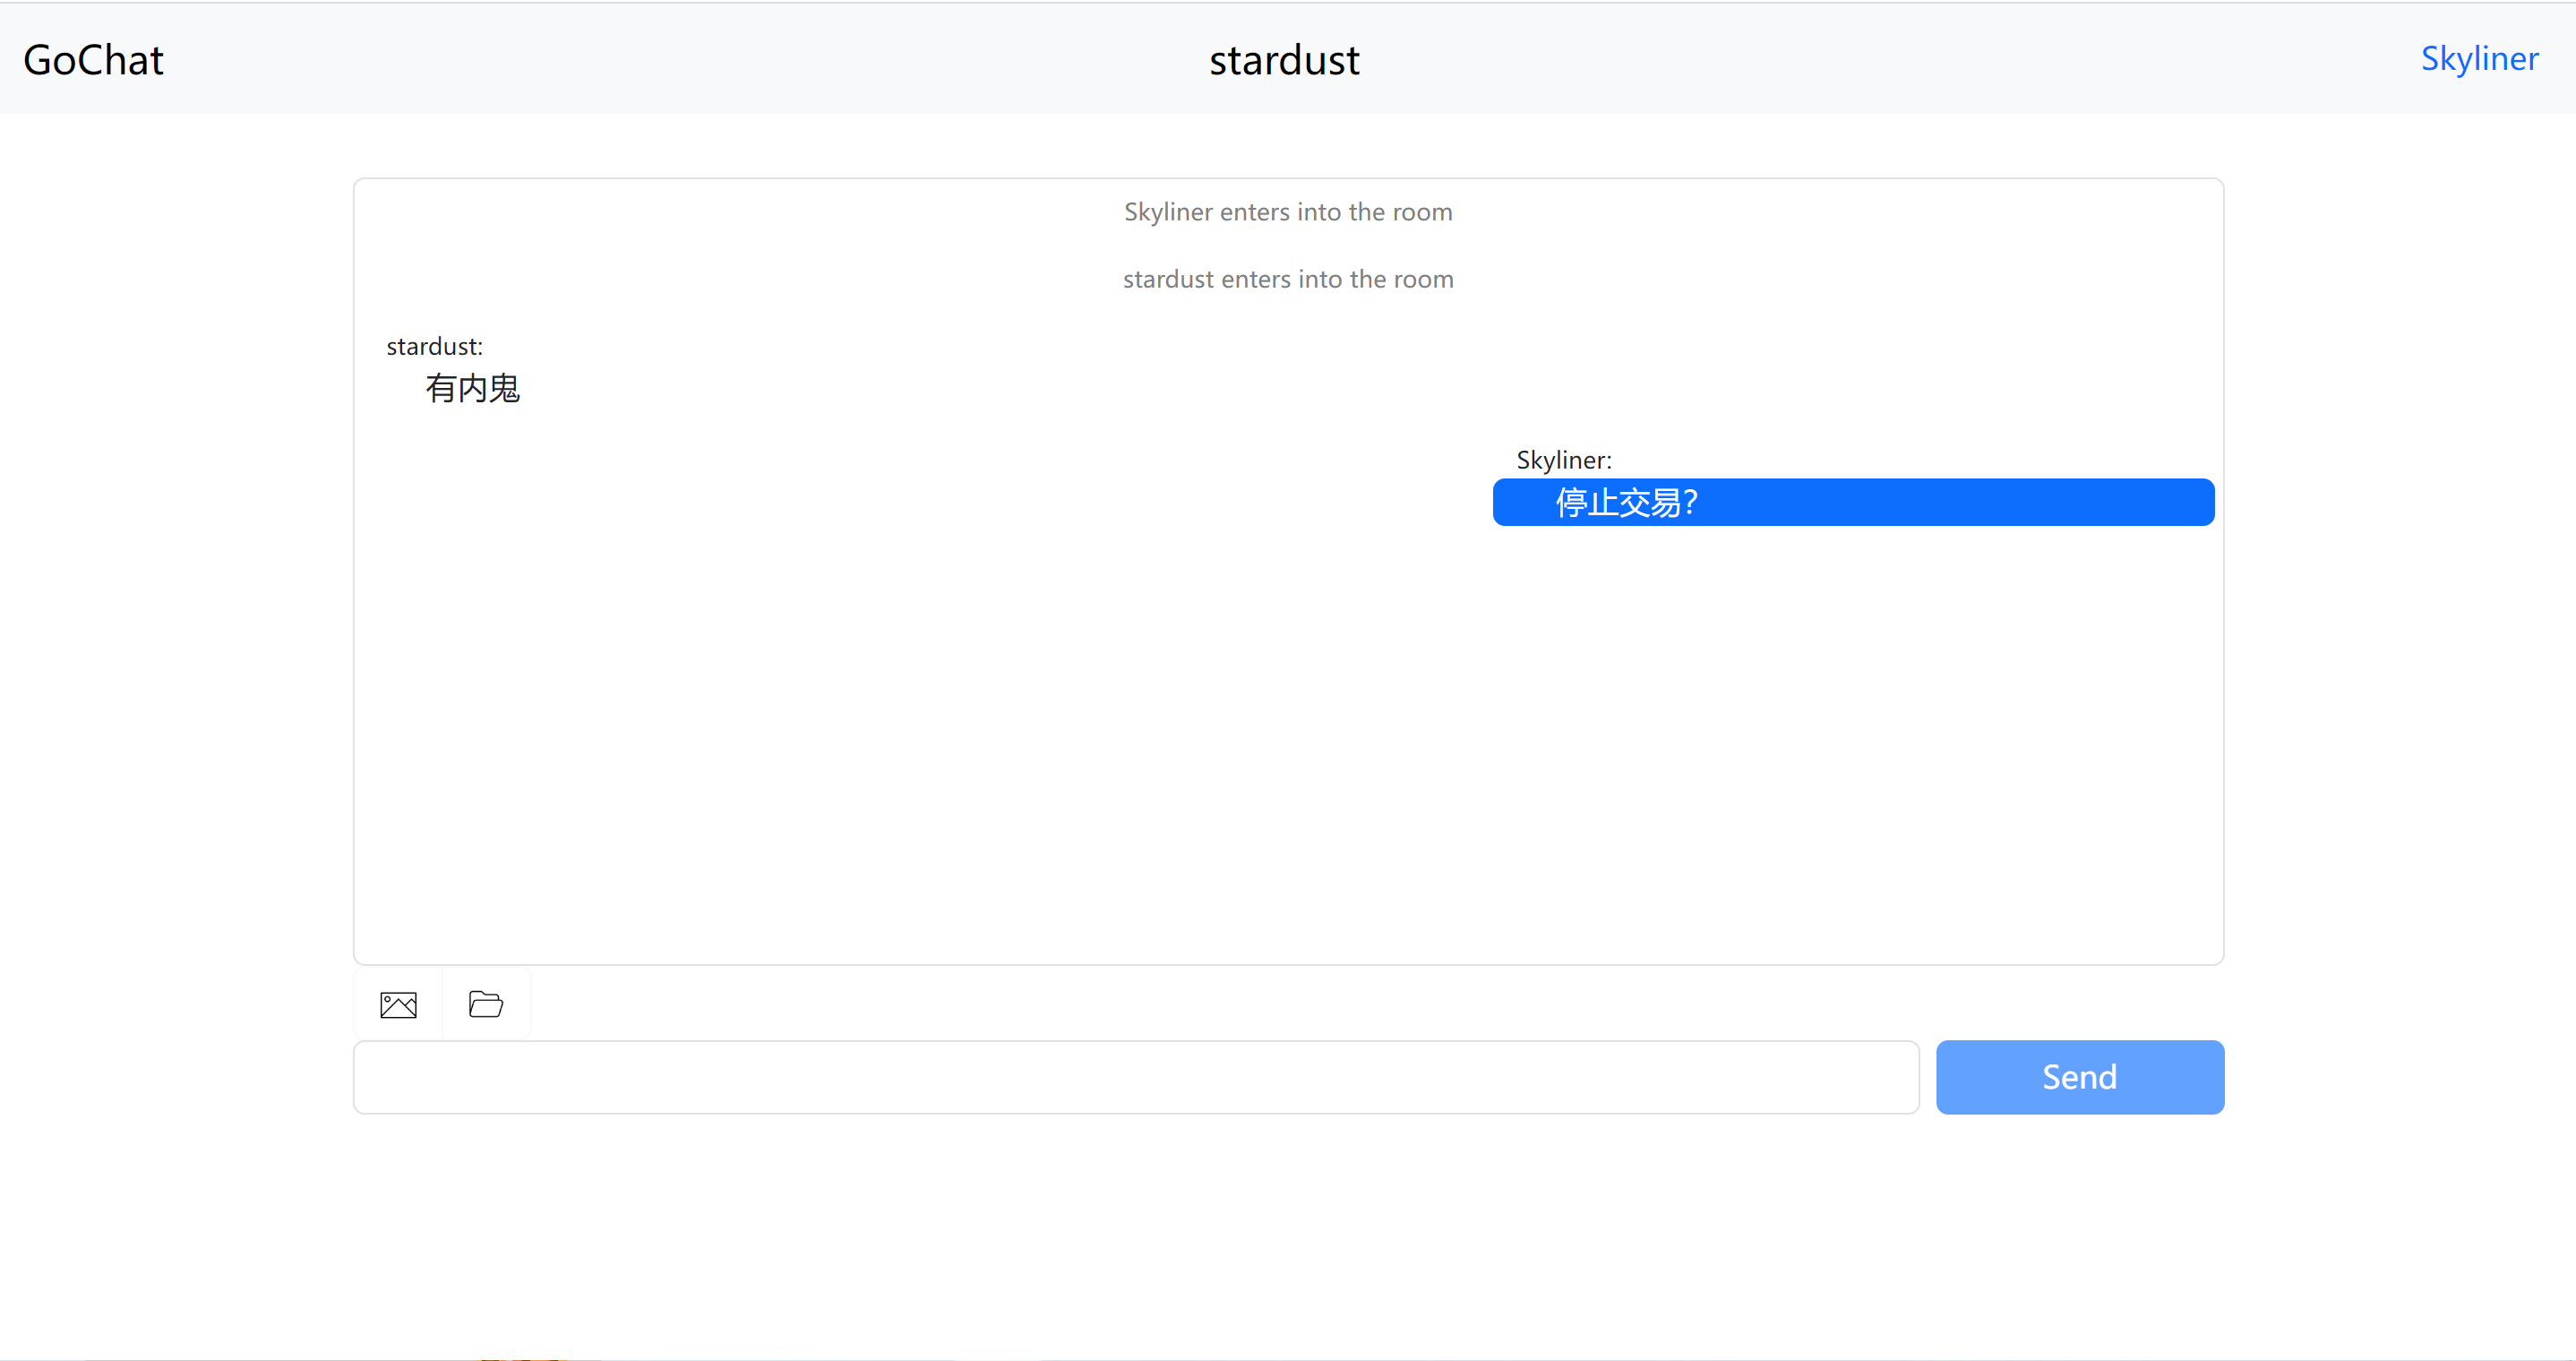 GoChat
stardust
Skyliner
Skyliner enters into the room
stardust enters into the room
stardust:
有内鬼
Skyliner:
停止交易?
Send